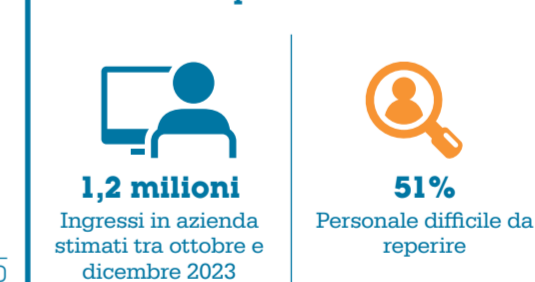 1,2 milioni
Ingressi in azienda
stimati tra ottobre e
dicembre 2023
51%
Personale difficile da
reperire